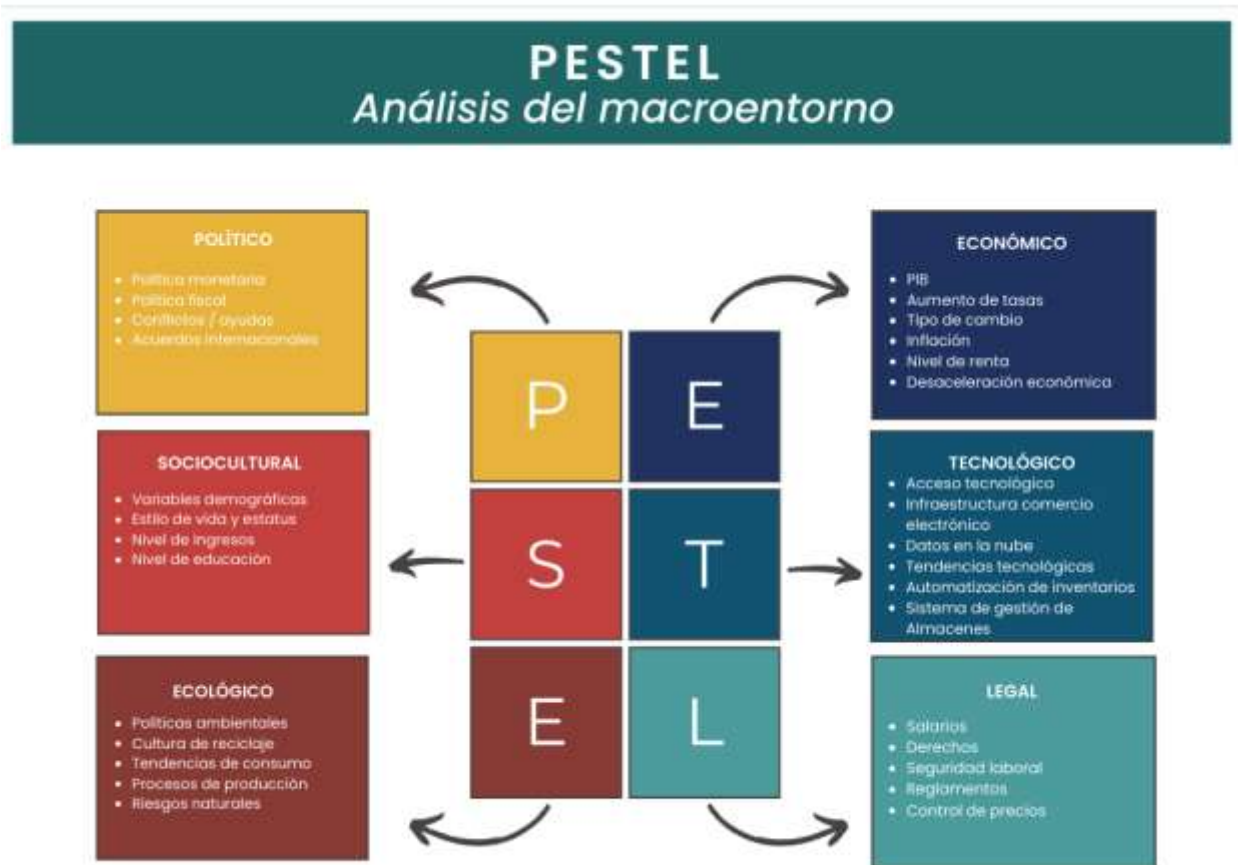 PESTEL
Análisis del macroentorno
POLÍTICO
• Política monetaria
• Política fiscal
• Conflictos / ayudas
• Acuerdos internacionales
ECONÓMICO
• PIB
• Aumento de tasas
• Tipo de cambio
• Inflación
• Nivel de renta
• Desaceleración económica
P
E
SOCIOCULTURAL
• Variables demográficas
• Estilo de vida y estatus
• Nivel de ingresos
• Nivel de educación
TECNOLÓGICO
• Acceso tecnológica
• Infraestructura comercio
electrónico
• Datos en la nube
• Tendencias tecnológicas
• Automatización de inventarios
• Sistema de gestión de
Almacenes
S
T
ECOLÓGICO
• Políticas ambientales
• Cultura de reciclaje
• Tendencias de consumo
• Procesos de producción
• Riesgos naturales
LEGAL
• Salarios
• Derechos
• Seguridad laboral
• Reglamentos
• Control de precios
E
L